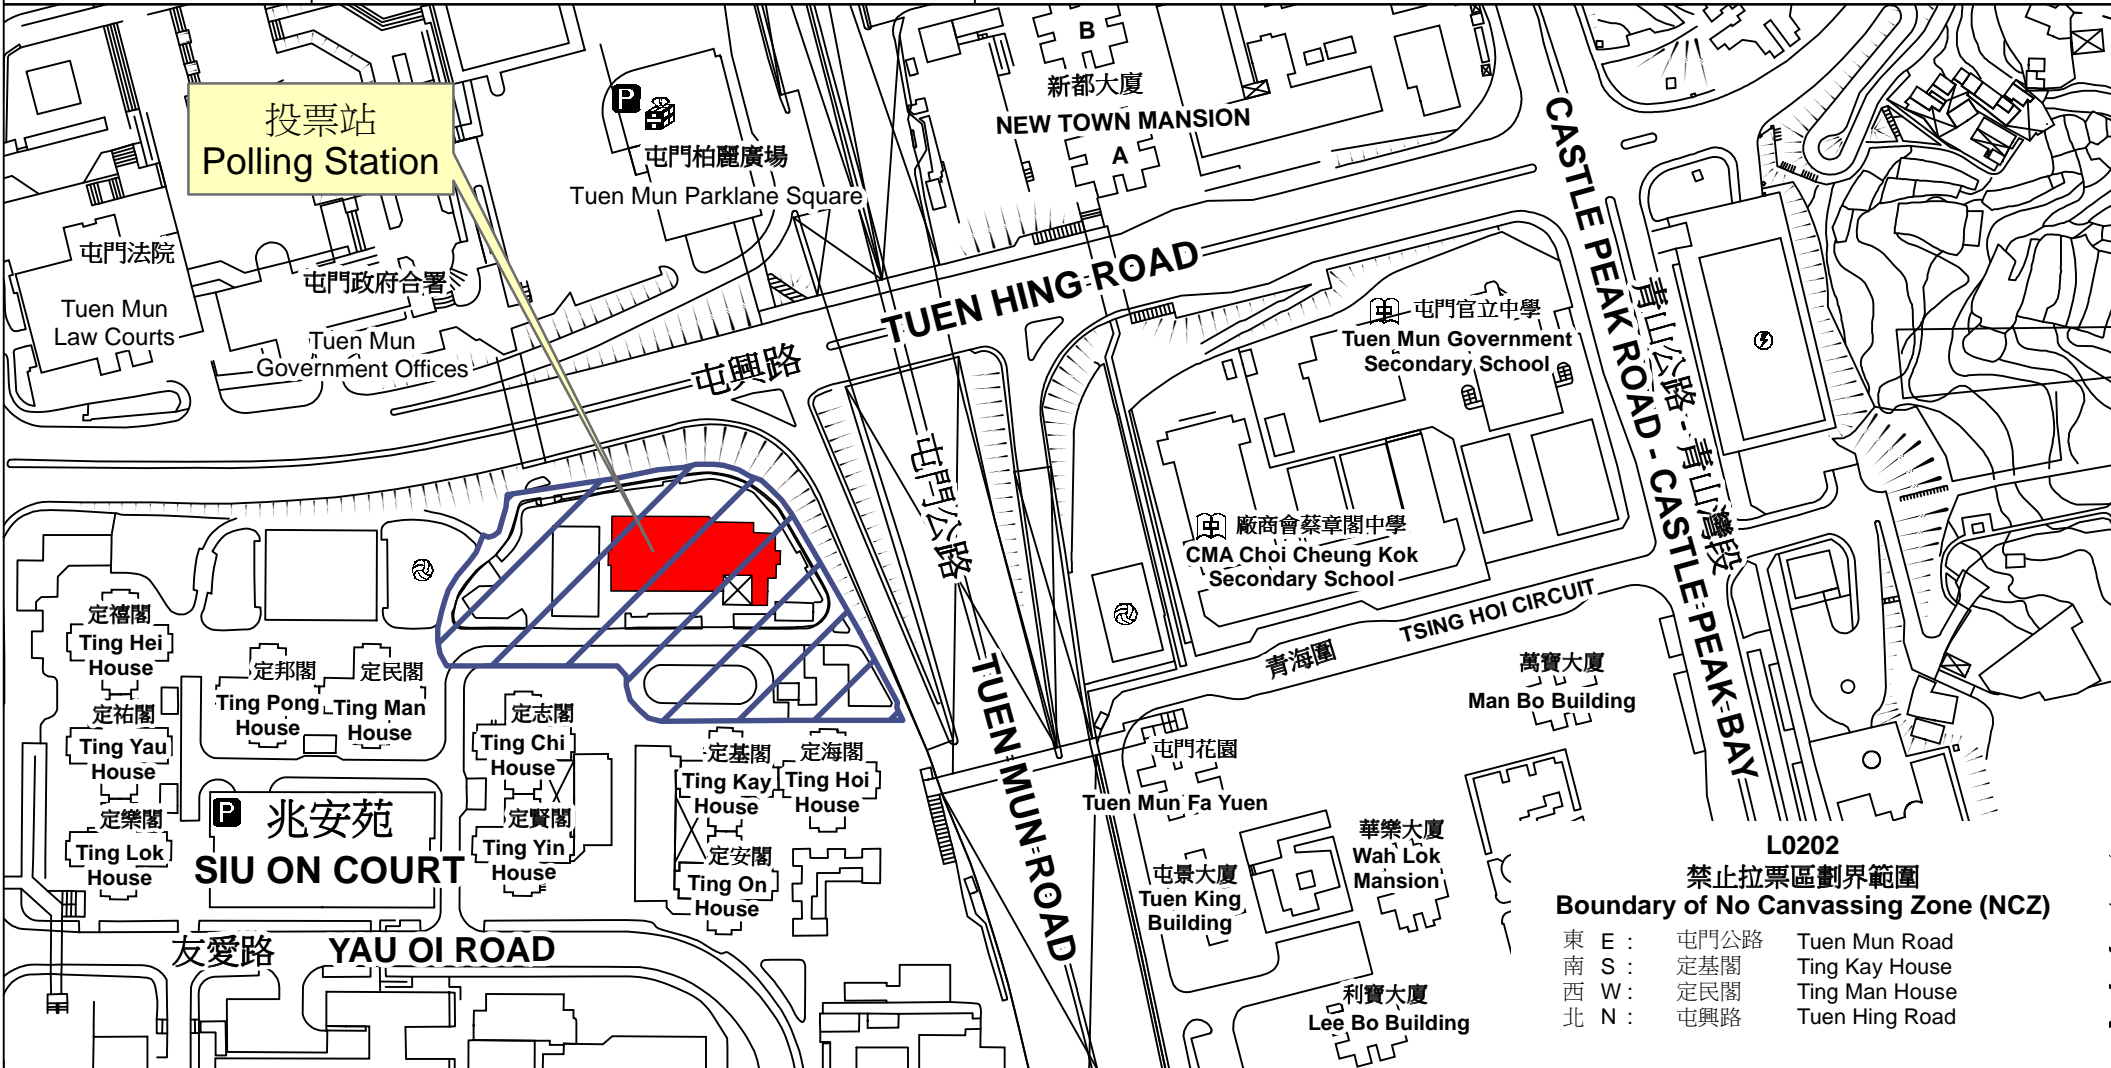 B
新都大廈
NEW TOWN MANSION
A
投票站
Polling Station
P
屯門柏麗廣場
Tuen Mun Parklane Square
屯門法院
Tuen Mun
Law Courts
屯門政府合署
Tuen Mun
Government Offices
屯興路
TUEN HING ROAD
CASTLE PEAK ROAD - CASTLE PEAK BAY
青山公路 - 青山灣段
中
屯門官立中學
Tuen Mun Government
Secondary School
中
廠商會蔡章閣中學
CMA Choi Cheung Kok
Secondary School
屯門公路
TUEN MUN ROAD
青海圍
TSING HOI CIRCUIT
定禧閣
Ting Hei
House
定邦閣
Ting Pong
House
定民閣
Ting Man
House
定祐閣
Ting Yau
House
定志閣
Ting Chi
House
定基閣
Ting Kay
House
定海閣
Ting Hoi
House
定樂閣
Ting Lok
House
P
兆安苑
SIU ON COURT
定賢閣
Ting Yin
House
定安閣
Ting On
House
友愛路
YAU OI ROAD
萬寶大廈
Man Bo Building
屯門花園
Tuen Mun Fa Yuen
屯景大廈
Tuen King
Building
華樂大廈
Wah Lok
Mansion
利寶大廈
Lee Bo Building
L0202
禁止拉票區劃界範圍
Boundary of No Canvassing Zone (NCZ)
東 E : 屯門公路 Tuen Mun Road
南 S : 定基閣 Ting Kay House
西 W : 定民閣 Ting Man House
北 N : 屯興路 Tuen Hing Road